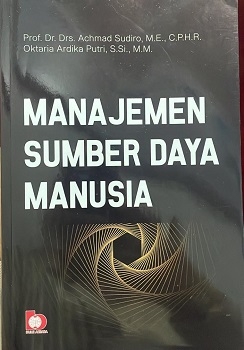 Prof. Dr. Drs. Achmad Sudiro, M.E., C.P.H.R.
Oktaria Ardika Putri, S.Si., M.M.
MANAJEMEN
SUMBER DAYA
MANUSIA